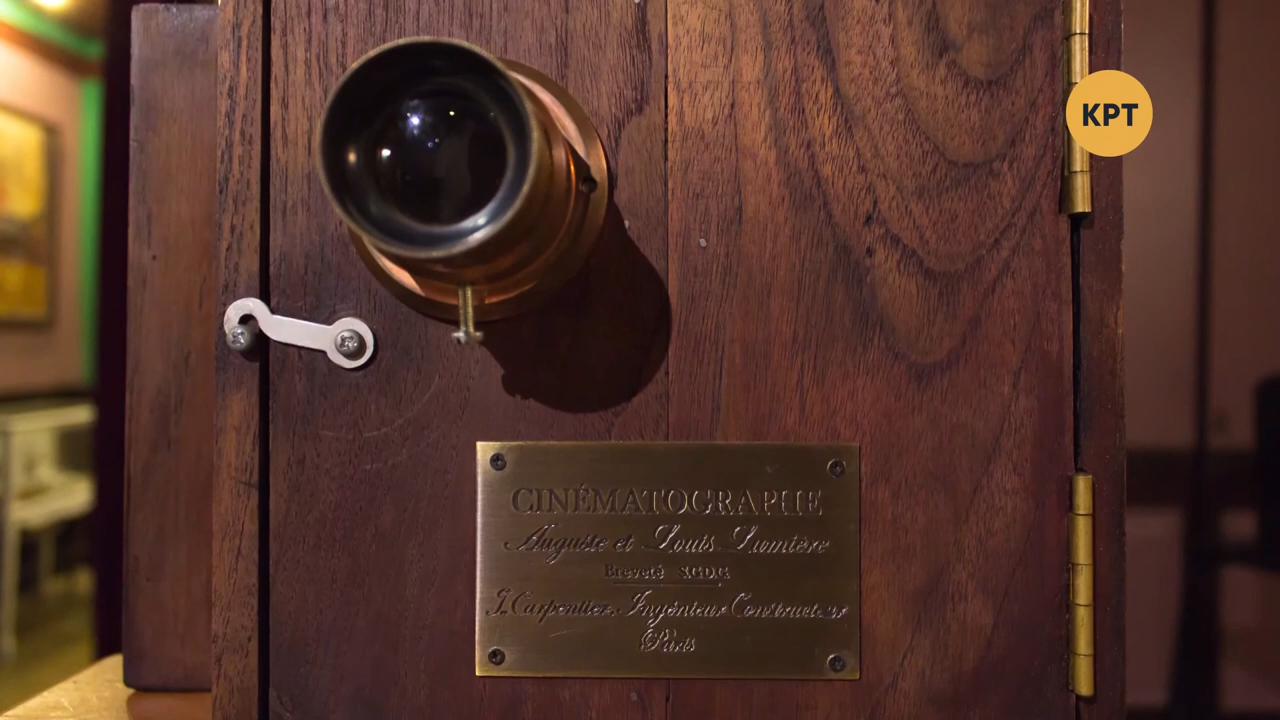 KPT
CINÉMATOGRAPHE
Auguste et Louis Lumière
Breveté S.G.D.G
J. Carpentier, Ingénieur Constructeur
Paris